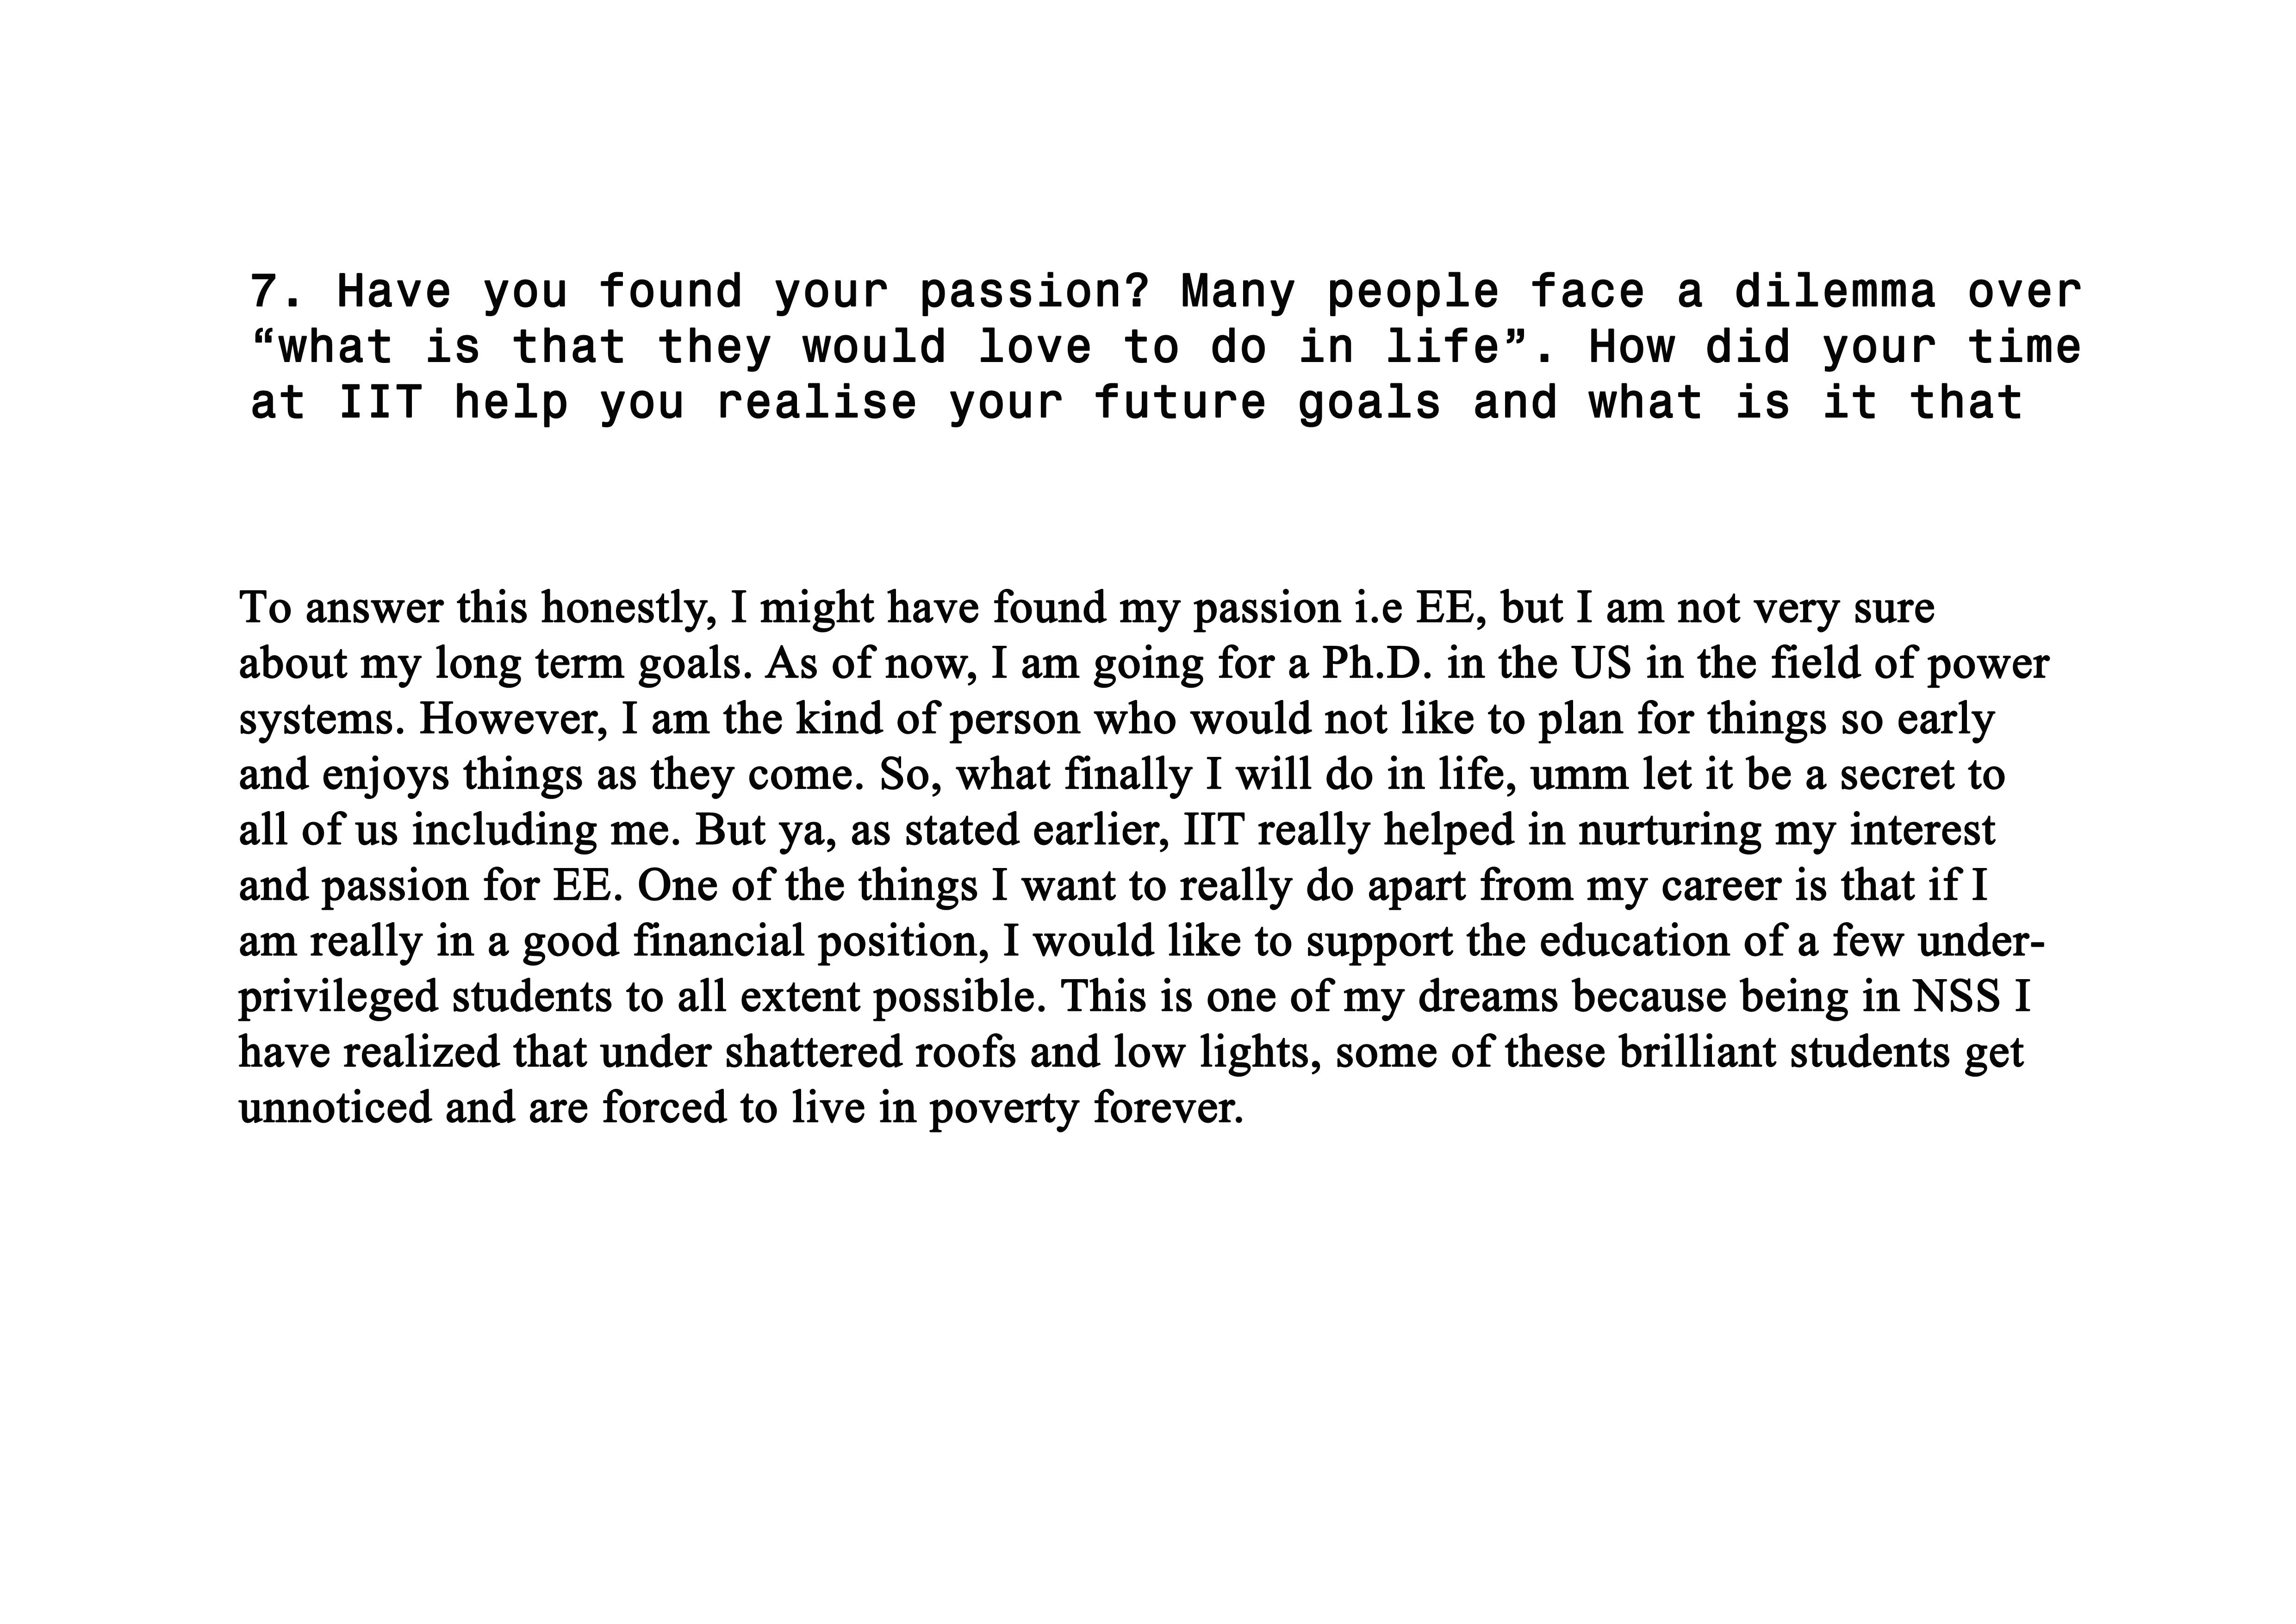 7. Have you found your passion? Many people face a dilemma over
“what is that they would love to do in life”. How did your time
at IIT help you realise your future goals and what is it that
To answer this honestly, I might have found my passion i.e EE, but I am not very sure
about my long term goals. As of now, I am going for a Ph.D. in the US in the field of power
systems. However, I am the kind of person who would not like to plan for things so early
and enjoys things as they come. So, what finally I will do in life, umm let it be a secret to
all of us including me. But ya, as stated earlier, IIT really helped in nurturing my interest
and passion for EE. One of the things I want to really do apart from my career is that if I
am really in a good financial position, I would like to support the education of a few under-
privileged students to all extent possible. This is one of my dreams because being in NSS I
have realized that under shattered roofs and low lights, some of these brilliant students get
unnoticed and are forced to live in poverty forever.